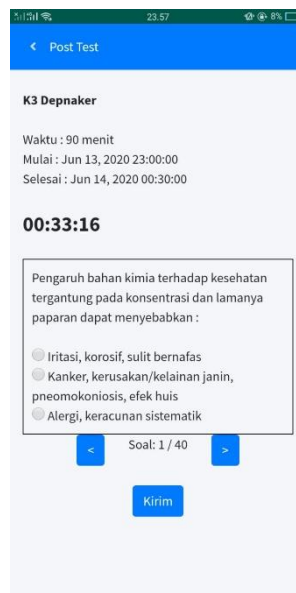 23.57
8%
< Post Test
K3 Depnaker
Waktu : 90 menit
Mulai : Jun 13, 2020 23:00:00
Selesai : Jun 14, 2020 00:30:00
00:33:16
Pengaruh bahan kimia terhadap kesehatan
tergantung pada konsentrasi dan lamanya
paparan dapat menyebabkan :
Iritasi, korosif, sulit bernafas
Kanker, kerusakan/kelainan janin,
pneomokoniosis, efek huis
Alergi, keracunan sistematik
< Soal: 1 / 40 >
Kirim